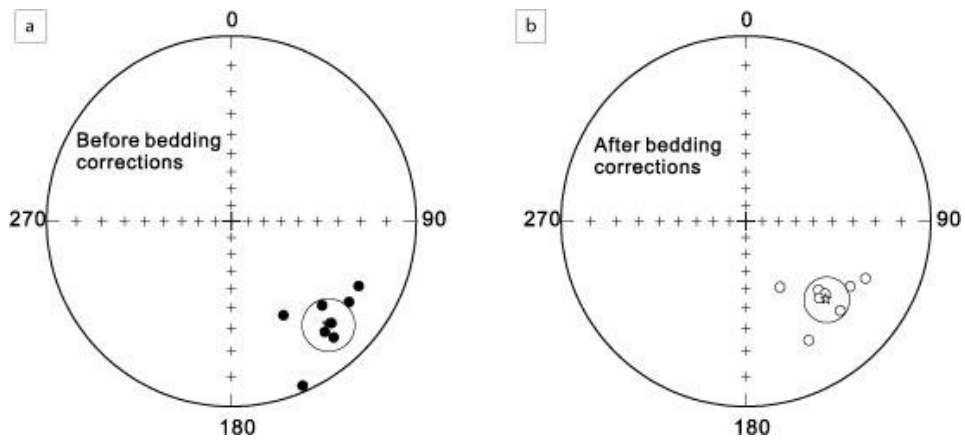 a
0
Before bedding
corrections
270
90
180
b
0
After bedding
corrections
270
90
180